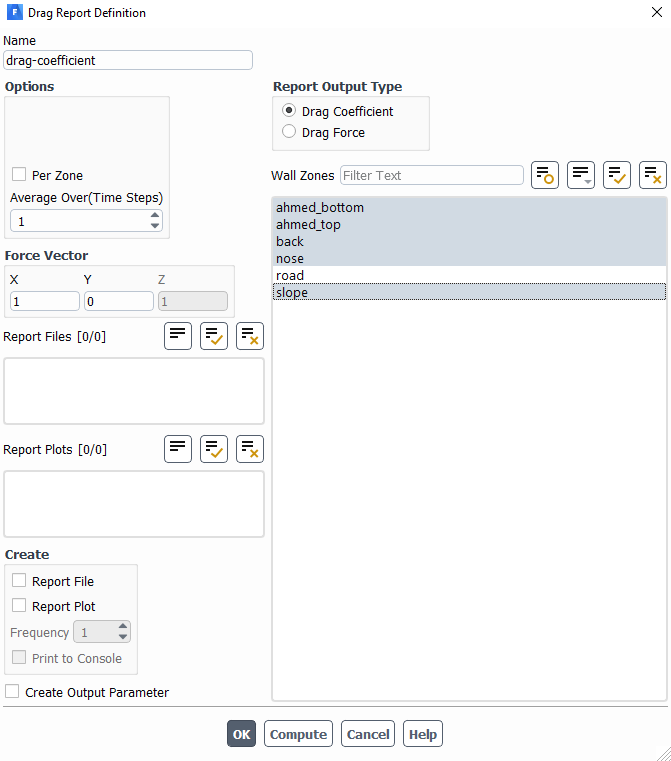 Drag Report Definition
Name
drag-coefficient
Options
Per Zone
Average Over(Time Steps)
1
Force Vector
X Y Z
1 0 1
Report Files [0/0]
Report Plots [0/0]
Create
Report File
Report Plot
Frequency 1
Print to Console
Create Output Parameter
Report Output Type
Drag Coefficient
Drag Force
Wall Zones Filter Text
ahmed_bottom
ahmed_top
back
nose
road
slope
OK Compute Cancel Help